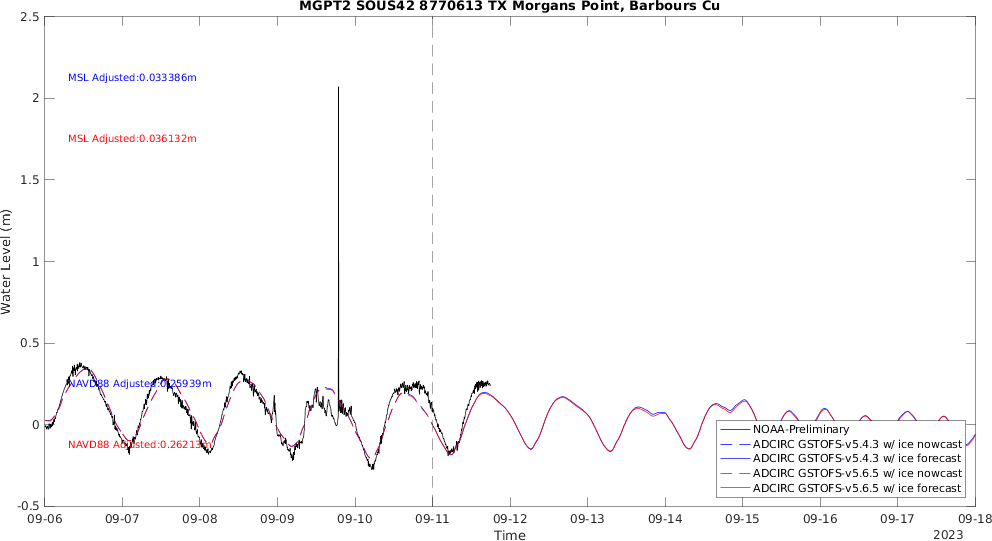 MGPT2 SOUS42 8770613 TX Morgans Point, Barbours Cu
2.5
2
1.5
1
0.5
0
-0.5
Water Level (m)
MSL Adjusted:0.033386m
MSL Adjusted:0.036132m
NAVD88 Adjusted:0.25939m
NAVD88 Adjusted:0.26213m
NOAA-Preliminary
ADCIRC GSTOFS-v5.4.3 w/ ice nowcast
ADCIRC GSTOFS-v5.4.3 w/ ice forecast
ADCIRC GSTOFS-v5.6.5 w/ ice nowcast
ADCIRC GSTOFS-v5.6.5 w/ ice forecast
09-06 09-07 09-08 09-09 09-10 09-11 09-12 09-13 09-14 09-15 09-16 09-17 09-18
Time
2023